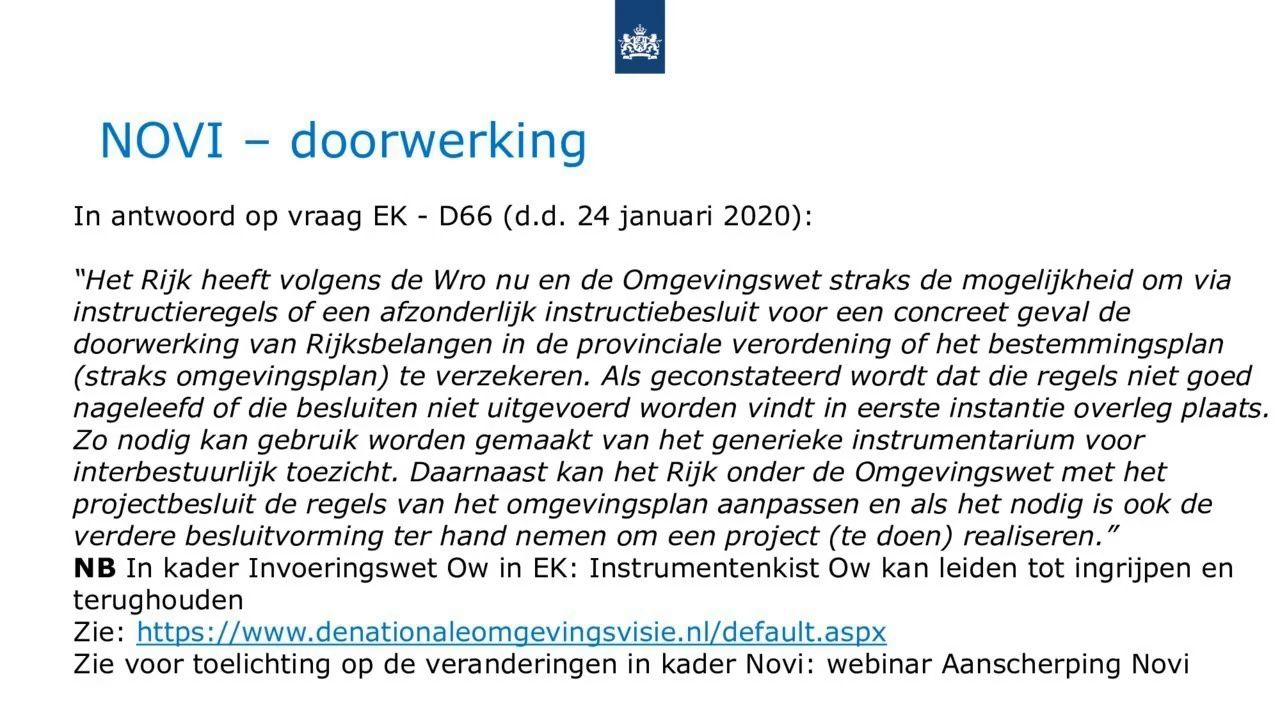 NOVI – doorwerking
In antwoord op vraag EK - D66 (d.d. 24 januari 2020):
“Het Rijk heeft volgens de Wro nu en de Omgevingswet straks de mogelijkheid om via
instructieregels of een afzonderlijk instructiebesluit voor een concreet geval de
doorwerking van Rijksbelangen in de provinciale verordening of het bestemmingsplan
(straks omgevingsplan) te verzekeren. Als geconstateerd wordt dat die regels niet goed
nageleefd of die besluiten niet uitgevoerd worden vindt in eerste instantie overleg plaats.
Zo nodig kan gebruik worden gemaakt van het generieke instrumentarium voor
interbestuurlijk toezicht. Daarnaast kan het Rijk onder de Omgevingswet met het
projectbesluit de regels van het omgevingsplan aanpassen en als het nodig is ook de
verdere besluitvorming ter hand nemen om een project (te doen) realiseren.”
NB In kader Invoeringswet Ow in EK: Instrumentenkist Ow kan leiden tot ingrijpen en
terughouden
Zie: https://www.denationaleomgevingsvisie.nl/default.aspx
Zie voor toelichting op de veranderingen in kader Novi: webinar Aanscherping Novi